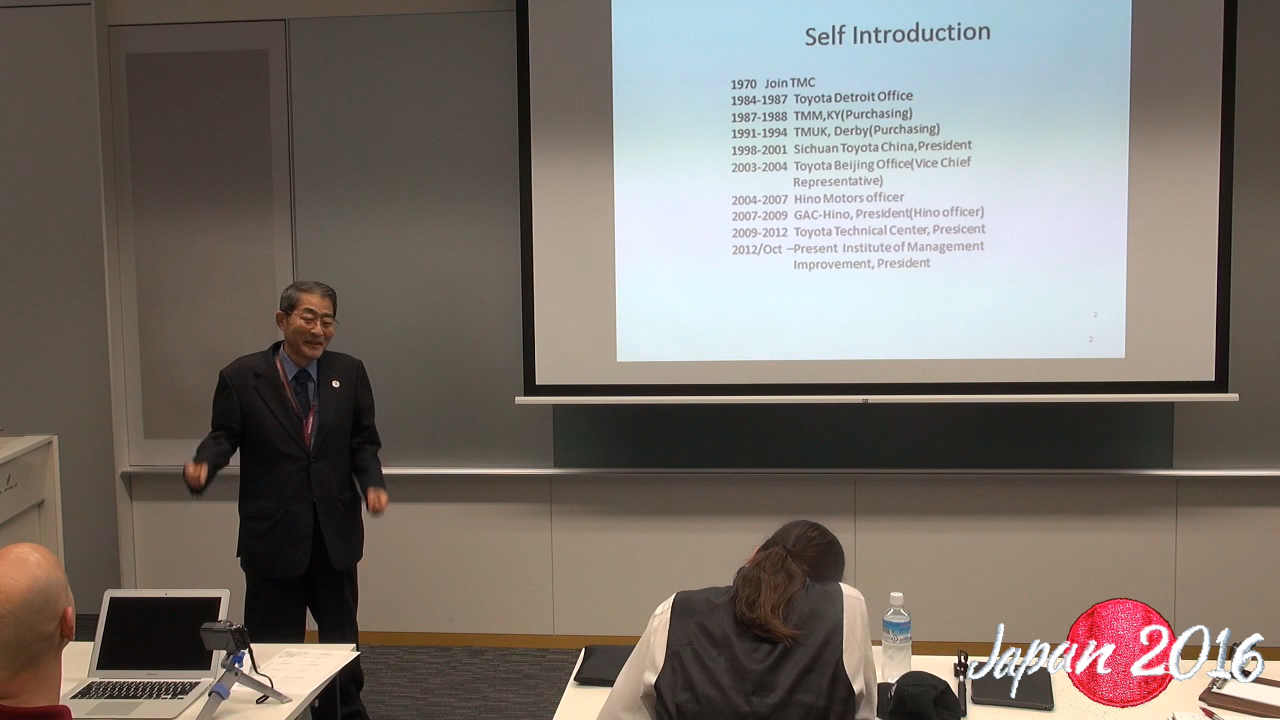 Self Introduction
1970 Join TMC
1984-1987 Toyota Detroit Office
1987-1988 TMM,KY(Purchasing)
1991-1994 TMUK, Derby(Purchasing)
1998-2001 Sichuan Toyota China,President
2003-2004 Toyota Beijing Office(Vice Chief
Representative)
2004-2007 Hino Motors officer
2007-2009 GAC-Hino, President(Hino officer)
2009-2012 Toyota Technical Center, Presicent
2012/Oct –Present Institute of Management
Improvement, President
2
2
Japan 2016